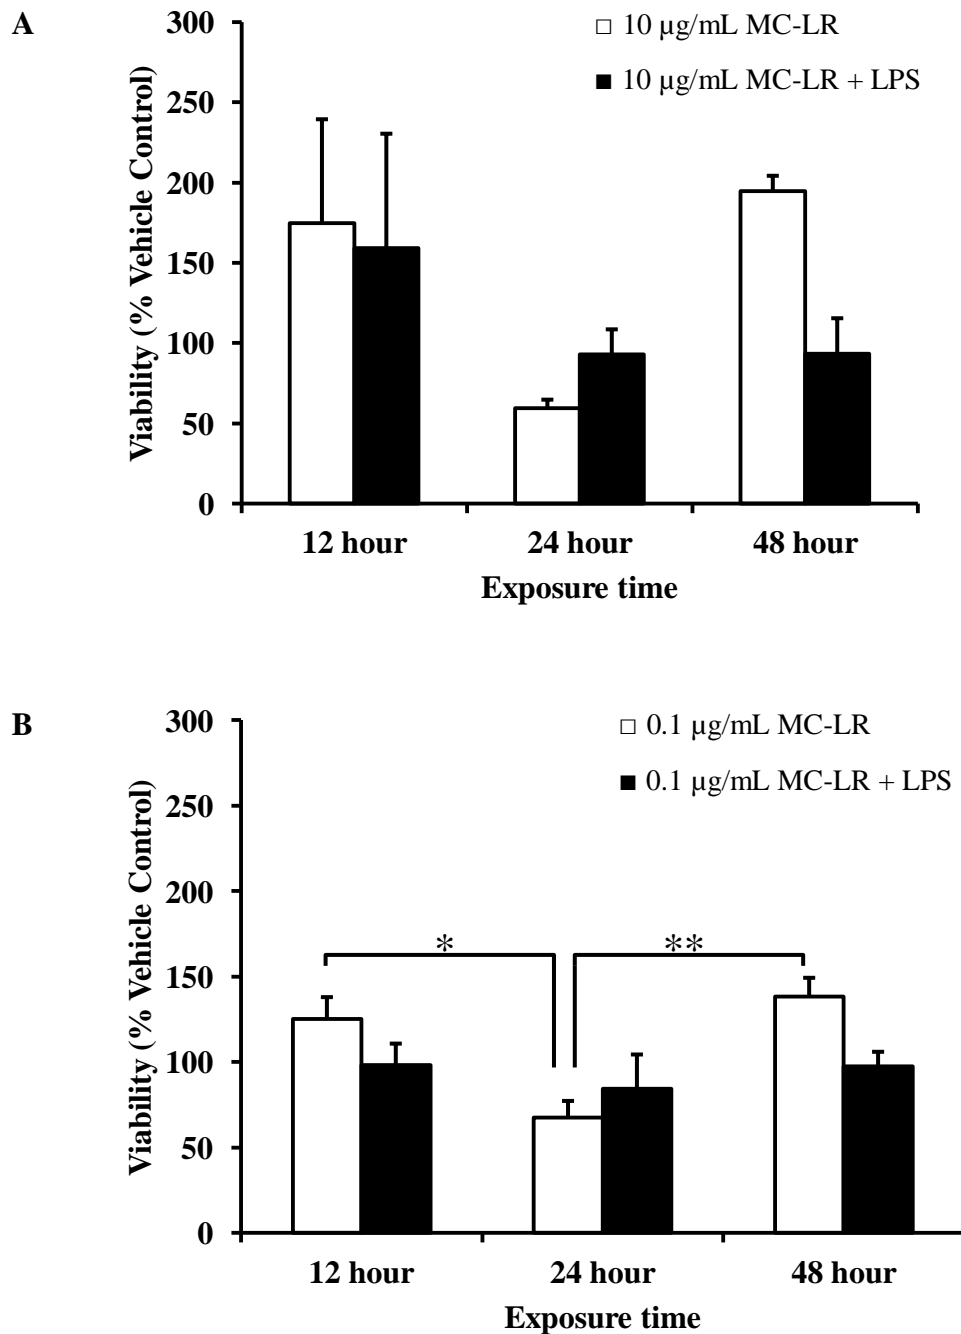 A
□ 10 µg/mL MC-LR
■ 10 µg/mL MC-LR + LPS
Viability (% Vehicle Control)
300
250
200
150
100
50
0
12 hour 24 hour 48 hour
Exposure time
B
□ 0.1 µg/mL MC-LR
■ 0.1 µg/mL MC-LR + LPS
Viability (% Vehicle Control)
300
250
200
150
100
50
0
* **
12 hour 24 hour 48 hour
Exposure time